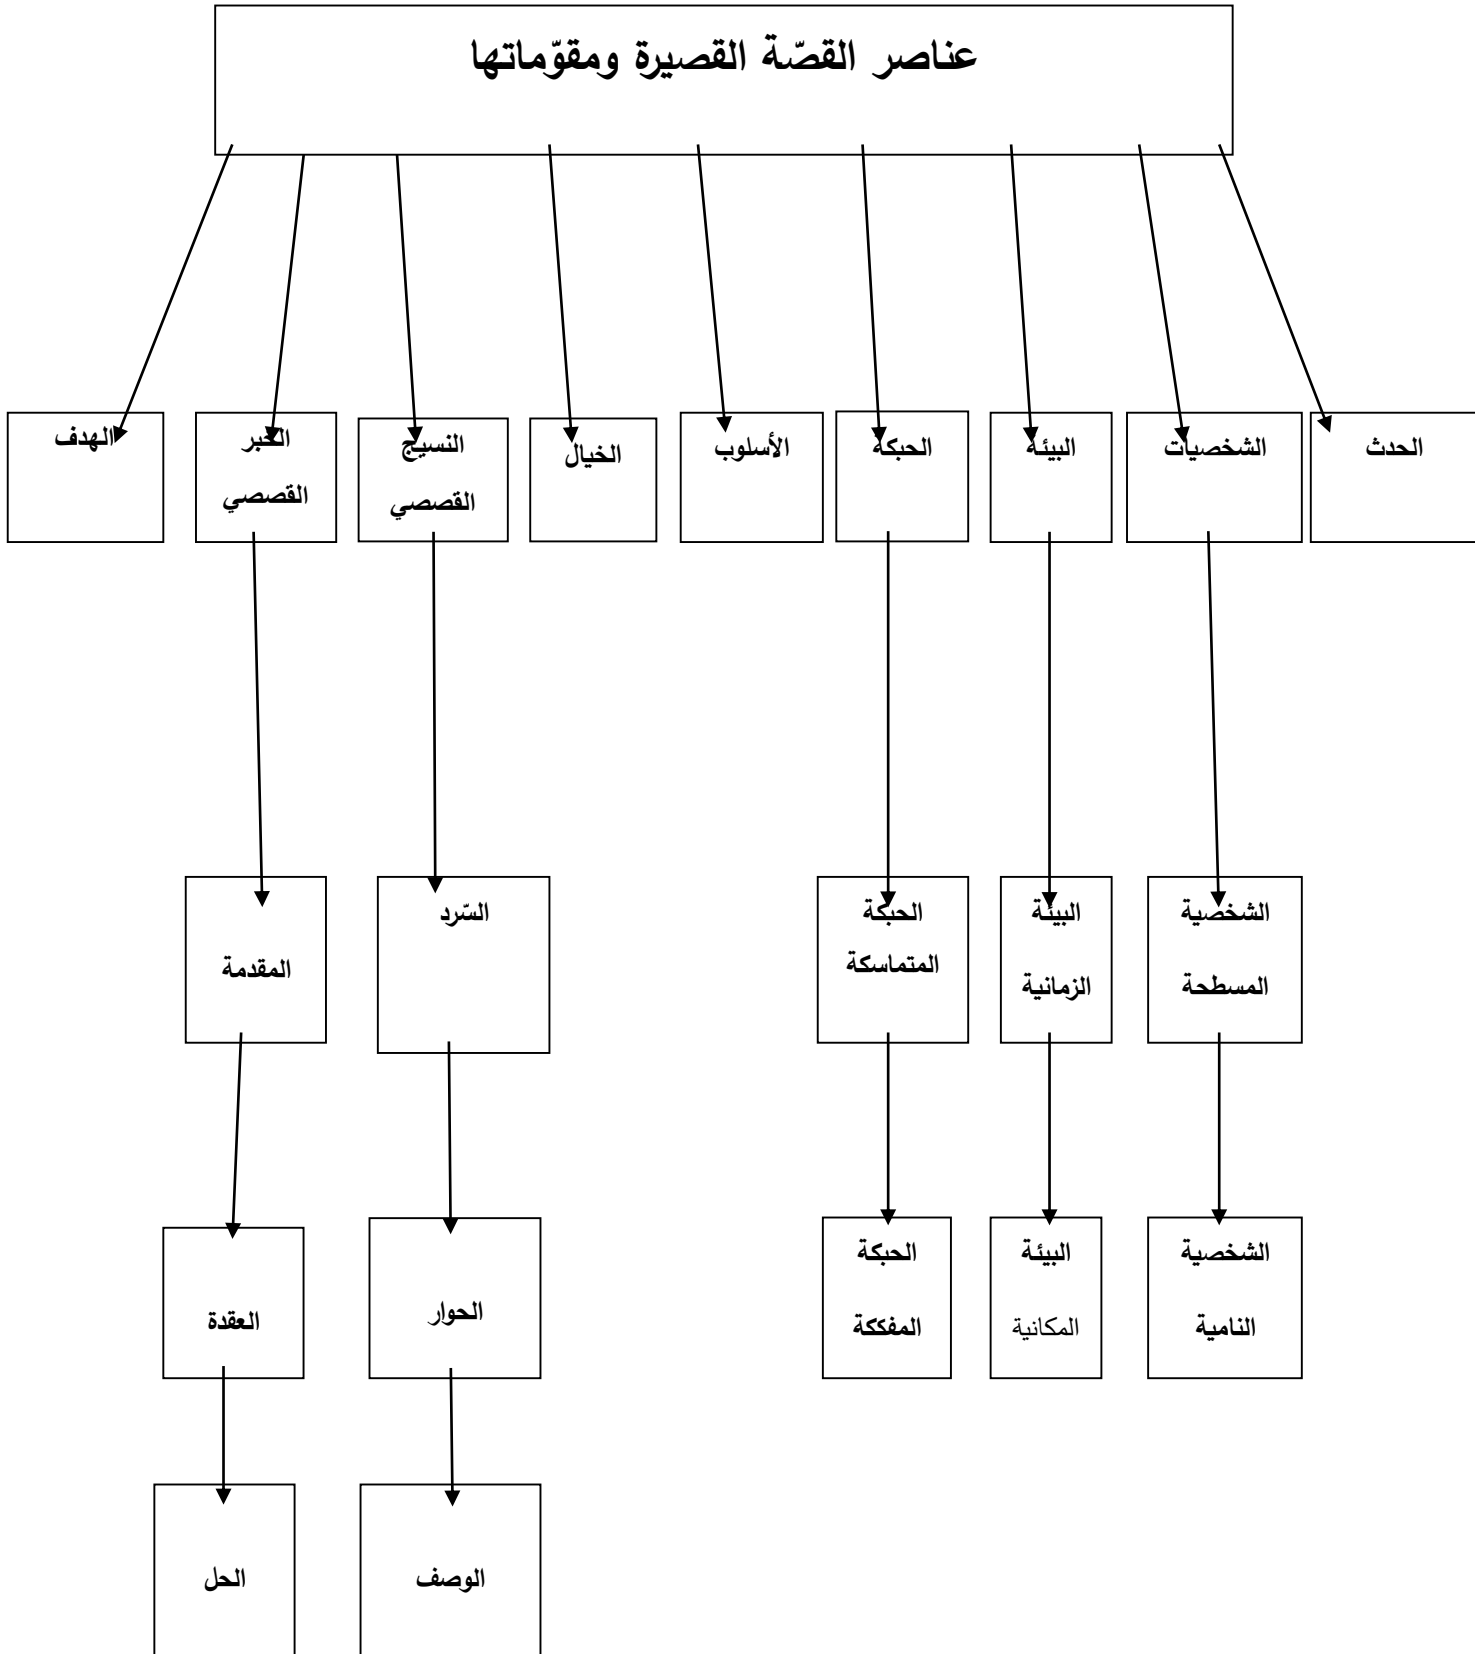 عناصر القصّة القصيرة ومقوّماتها
الحدث
الشخصيات
البيئة
الحبكة
الأسلوب
الخيال
النسيج
القصصي
الخبر
القصصي
الهدف
الشخصية
المسطحة
البيئة
الزمانية
الحبكة
المتماسكة
السّرد
المقدمة
الشخصية
النامية
البيئة
المكانية
الحبكة
المفككة
الحوار
العقدة
الوصف
الحل